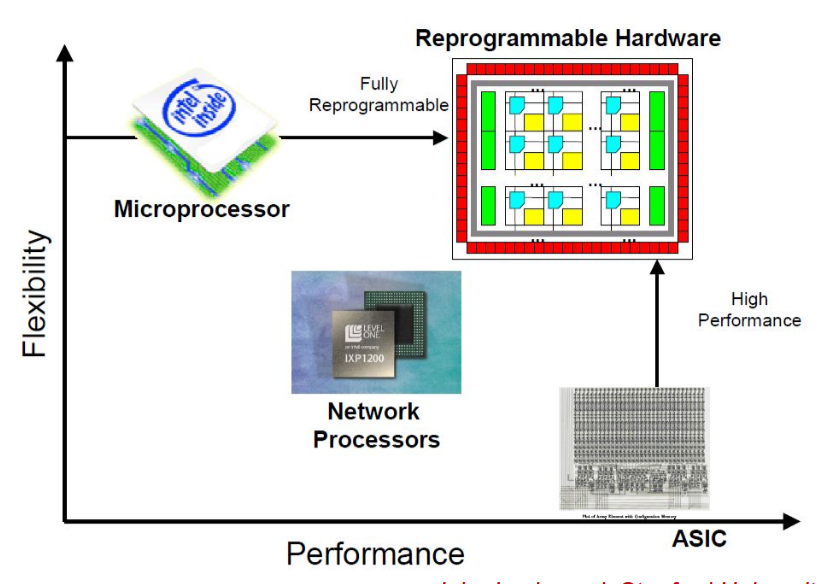 Reprogrammable Hardware
Fully
Reprogrammable
intel
inside
Microprocessor
Flexibility
High
Performance
LEVEL
ONE
an intel company
IXP1200
Network
Processors
Plot of Array Element with Configuration Memory
ASIC
Performance
Stanford